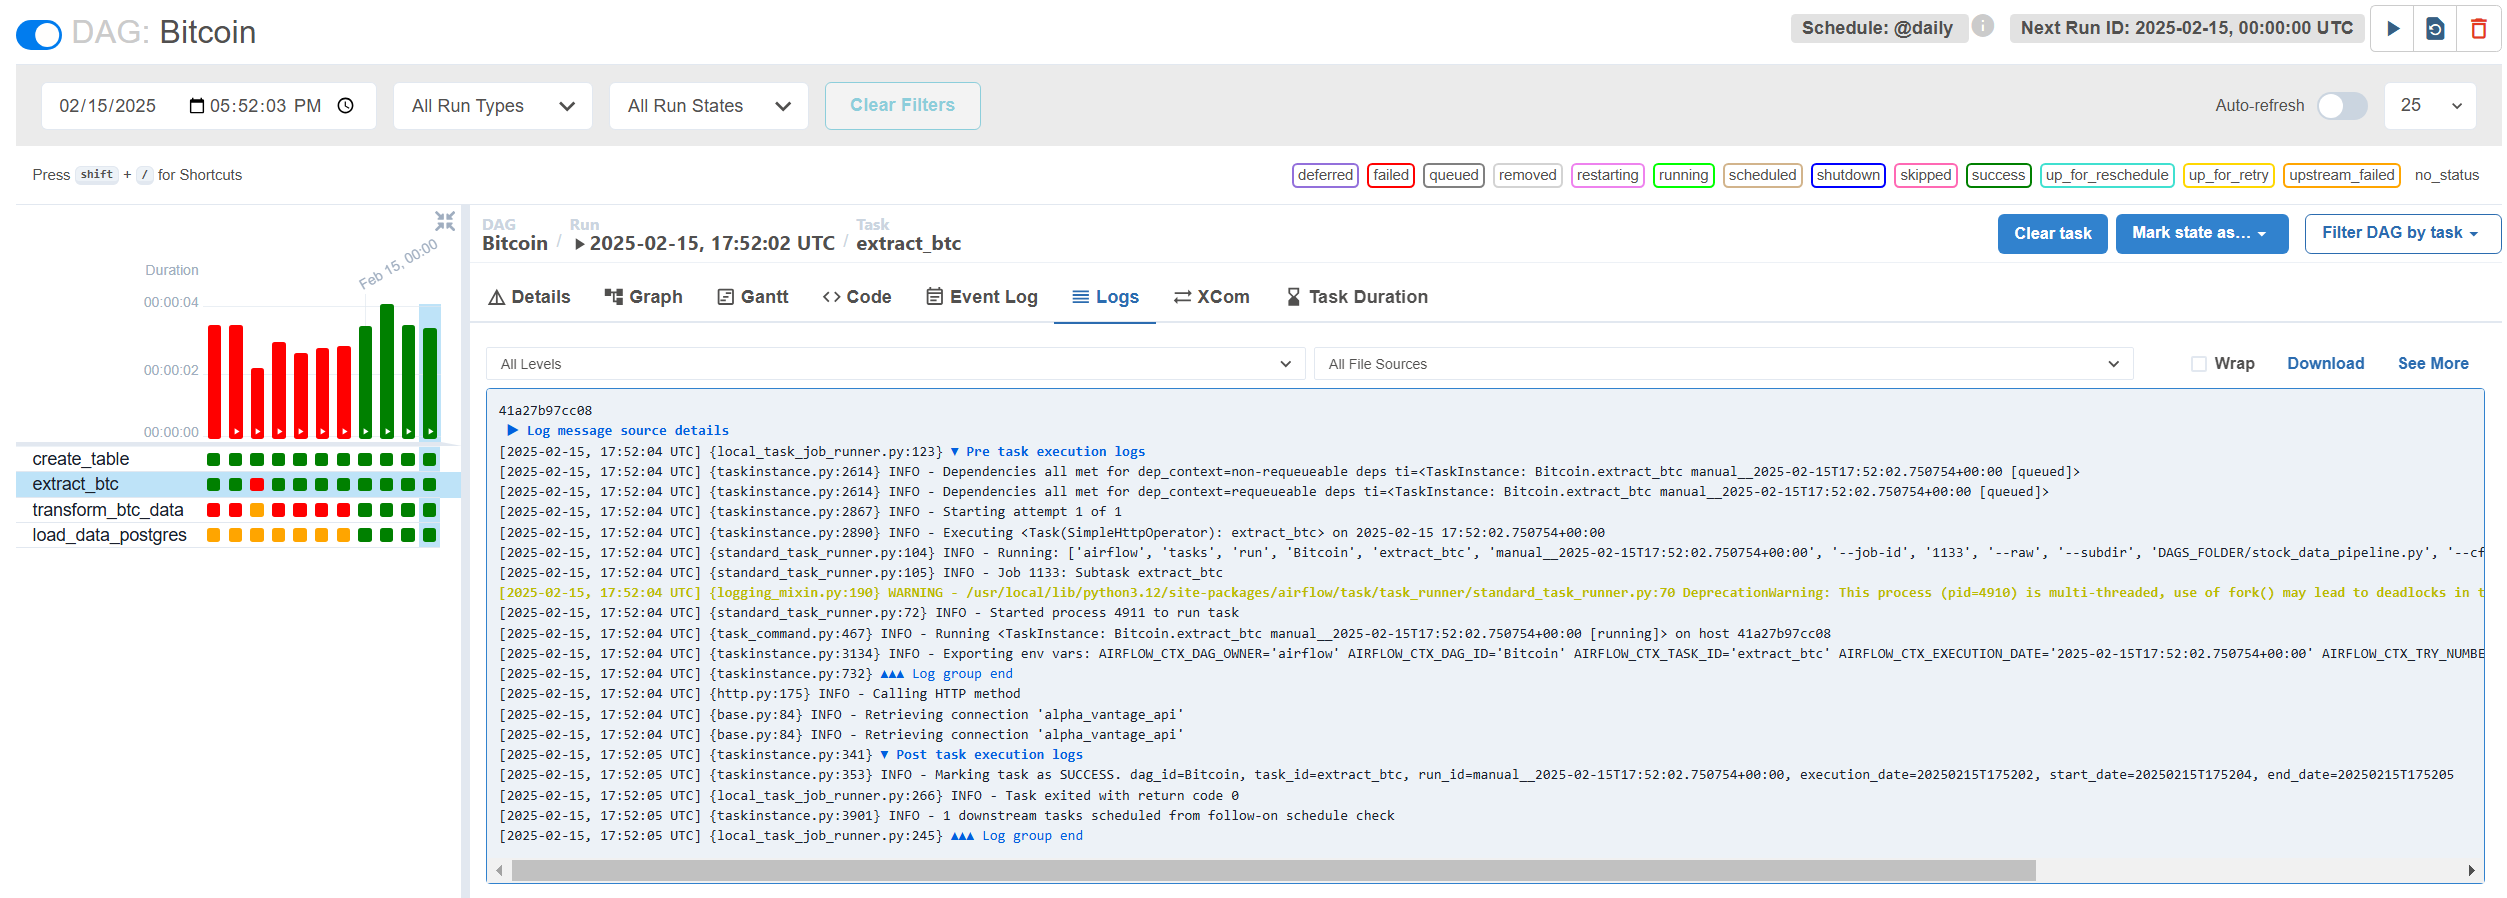 DAG: Bitcoin
Schedule: @daily
Next Run ID: 2025-02-15, 00:00:00 UTC
02/15/2025 05:52:03 PM
All Run Types
All Run States
Clear Filters
Auto-refresh
25
Press shift + / for Shortcuts
deferred failed queued removed restarting running scheduled shutdown skipped success up_for_reschedule up_for_retry upstream_failed no_status
Feb 15, 00:00
Duration
00:00:04
00:00:02
00:00:00
create_table
extract_btc
transform_btc_data
load_data_postgres
DAG Run Task
Bitcoin / 2025-02-15, 17:52:02 UTC / extract_btc
Clear task
Mark state as…
Filter DAG by task
Details Graph Gantt Code Event Log Logs XCom Task Duration
All Levels
All File Sources
Wrap
Download
See More
41a27b97cc08
▶ Log message source details
[2025-02-15, 17:52:04 UTC] {local_task_job_runner.py:123} ▼ Pre task execution logs
[2025-02-15, 17:52:04 UTC] {taskinstance.py:2614} INFO - Dependencies all met for dep_context=non-requeueable deps ti=<TaskInstance: Bitcoin.extract_btc manual__2025-02-15T17:52:02.750754+00:00 [queued]>
[2025-02-15, 17:52:04 UTC] {taskinstance.py:2614} INFO - Dependencies all met for dep_context=requeueable deps ti=<TaskInstance: Bitcoin.extract_btc manual__2025-02-15T17:52:02.750754+00:00 [queued]>
[2025-02-15, 17:52:04 UTC] {taskinstance.py:2867} INFO - Starting attempt 1 of 1
[2025-02-15, 17:52:04 UTC] {taskinstance.py:2890} INFO - Executing <Task(SimpleHttpOperator): extract_btc> on 2025-02-15 17:52:02.750754+00:00
[2025-02-15, 17:52:04 UTC] {standard_task_runner.py:104} INFO - Running: ['airflow', 'tasks', 'run', 'Bitcoin', 'extract_btc', 'manual__2025-02-15T17:52:02.750754+00:00', '--job-id', '1133', '--raw', '--subdir', 'DAGS_FOLDER/stock_data_pipeline.py', '--cf
[2025-02-15, 17:52:04 UTC] {standard_task_runner.py:105} INFO - Job 1133: Subtask extract_btc
[2025-02-15, 17:52:04 UTC] {logging_mixin.py:190} WARNING - /usr/local/lib/python3.12/site-packages/airflow/task/task_runner/standard_task_runner.py:70 DeprecationWarning: This process (pid=4910) is multi-threaded, use of fork() may lead to deadlocks in t
[2025-02-15, 17:52:04 UTC] {standard_task_runner.py:72} INFO - Started process 4911 to run task
[2025-02-15, 17:52:04 UTC] {task_command.py:467} INFO - Running <TaskInstance: Bitcoin.extract_btc manual__2025-02-15T17:52:02.750754+00:00 [running]> on host 41a27b97cc08
[2025-02-15, 17:52:04 UTC] {taskinstance.py:3134} INFO - Exporting env vars: AIRFLOW_CTX_DAG_OWNER='airflow' AIRFLOW_CTX_DAG_ID='Bitcoin' AIRFLOW_CTX_TASK_ID='extract_btc' AIRFLOW_CTX_EXECUTION_DATE='2025-02-15T17:52:02.750754+00:00' AIRFLOW_CTX_TRY_NUMBE
[2025-02-15, 17:52:04 UTC] {taskinstance.py:732} ▲▲▲ Log group end
[2025-02-15, 17:52:04 UTC] {http.py:175} INFO - Calling HTTP method
[2025-02-15, 17:52:04 UTC] {base.py:84} INFO - Retrieving connection 'alpha_vantage_api'
[2025-02-15, 17:52:04 UTC] {base.py:84} INFO - Retrieving connection 'alpha_vantage_api'
[2025-02-15, 17:52:05 UTC] {taskinstance.py:341} ▼ Post task execution logs
[2025-02-15, 17:52:05 UTC] {taskinstance.py:353} INFO - Marking task as SUCCESS. dag_id=Bitcoin, task_id=extract_btc, run_id=manual__2025-02-15T17:52:02.750754+00:00, execution_date=20250215T175202, start_date=20250215T175204, end_date=20250215T175205
[2025-02-15, 17:52:05 UTC] {local_task_job_runner.py:266} INFO - Task exited with return code 0
[2025-02-15, 17:52:05 UTC] {taskinstance.py:3901} INFO - 1 downstream tasks scheduled from follow-on schedule check
[2025-02-15, 17:52:05 UTC] {local_task_job_runner.py:245} ▲▲▲ Log group end